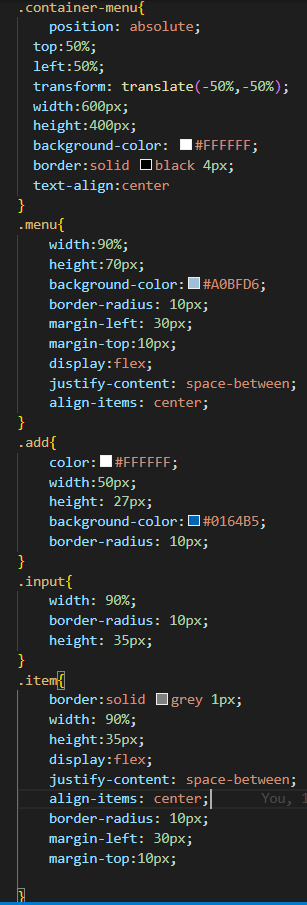 .container-menu{
position: absolute;
top:50%;
left:50%;
transform: translate(-50%,-50%);
width:600px;
height:400px;
background-color: #FFFFFF;
border:solid black 4px;
text-align:center
}
.menu{
width:90%;
height:70px;
background-color:#A0BFD6;
border-radius: 10px;
margin-left: 30px;
margin-top:10px;
display:flex;
justify-content: space-between;
align-items: center;
}
.add{
color:#FFFFFF;
width:50px;
height: 27px;
background-color:#0164B5;
border-radius: 10px;
}
.input{
width: 90%;
border-radius: 10px;
height: 35px;
}
.item{
border:solid grey 1px;
width: 90%;
height:35px;
display:flex;
justify-content: space-between;
align-items: center; You, 1
border-radius: 10px;
margin-left: 30px;
margin-top:10px;
}